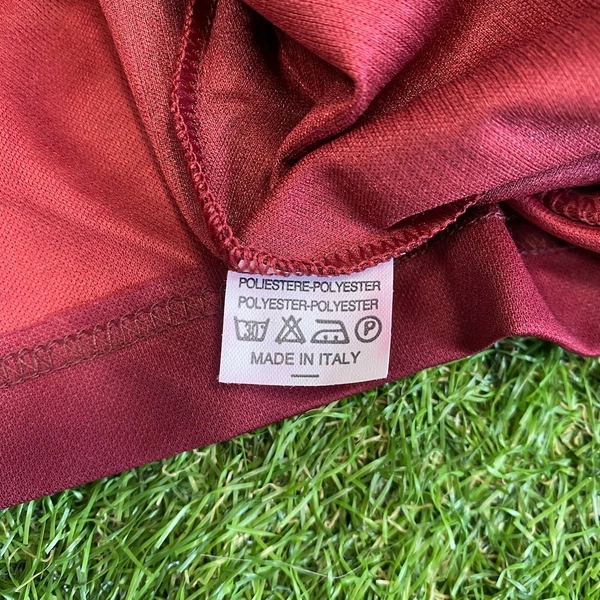 POLIESTERE-POLYESTER
POLYESTER-POLYESTER
30° P
MADE IN ITALY